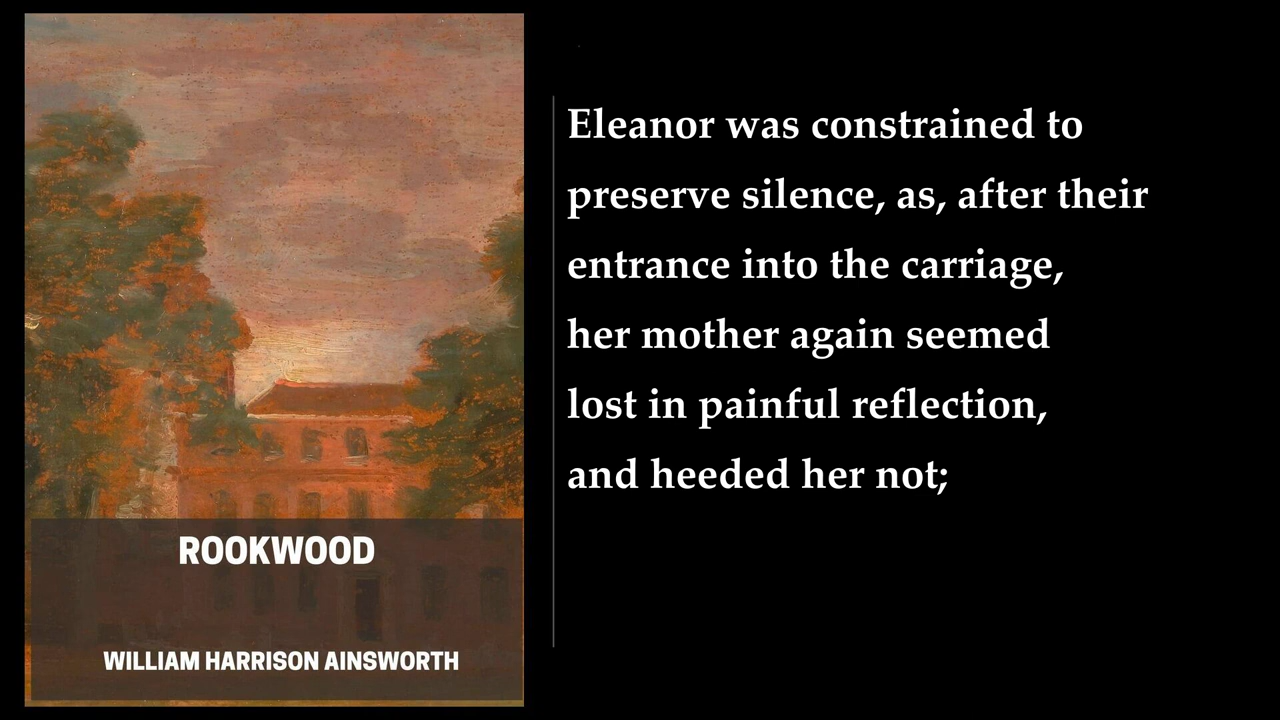 ROOKWOOD
WILLIAM HARRISON AINSWORTH
Eleanor was constrained to
preserve silence, as, after their
entrance into the carriage,
her mother again seemed
lost in painful reflection,
and heeded her not;